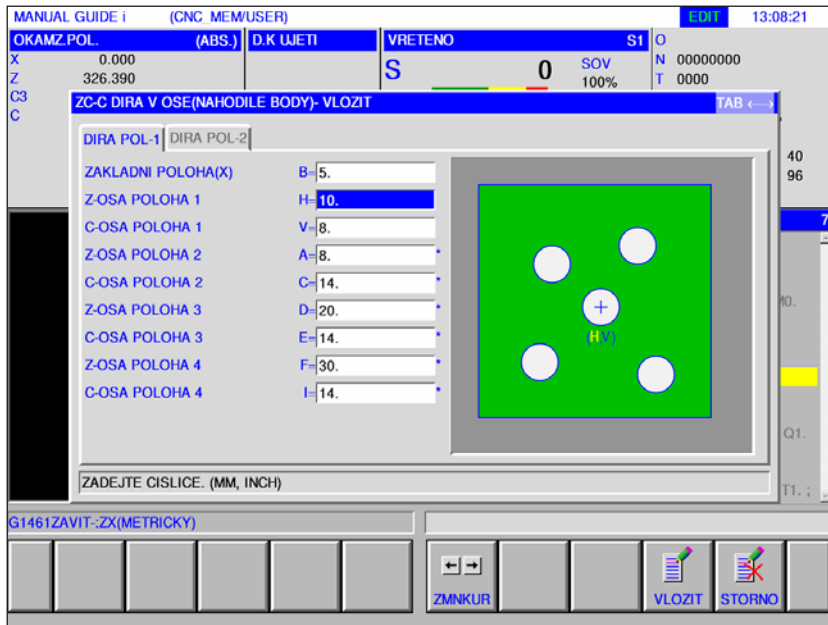 MANUAL GUIDE i (CNC_MEM/USER) EDIT 13:08:21
OKAMZ.POL. (ABS.) D.K UJETI VRETENO S1 O
X 0.000 N 00000000
Z 326.390 S 0 SOV 100% T 0000
C3
C
ZC-C DIRA V OSE(NAHODILE BODY)- VLOZIT TAB ←→
DIRA POL-1 DIRA POL-2
ZAKLADNI POLOHA(X) B=5.
Z-OSA POLOHA 1 H=10.
C-OSA POLOHA 1 V=8.
Z-OSA POLOHA 2 A=8. *
C-OSA POLOHA 2 C=14. *
Z-OSA POLOHA 3 D=20. *
C-OSA POLOHA 3 E=14. *
Z-OSA POLOHA 4 F=30. *
C-OSA POLOHA 4 I=14. *
(HV)
40
96
7
M0.
Q1.
T1. ;
ZADEJTE CISLICE. (MM, INCH)
G1461ZAVIT-:ZX(METRICKY)
ZMNKUR VLOZIT STORNO